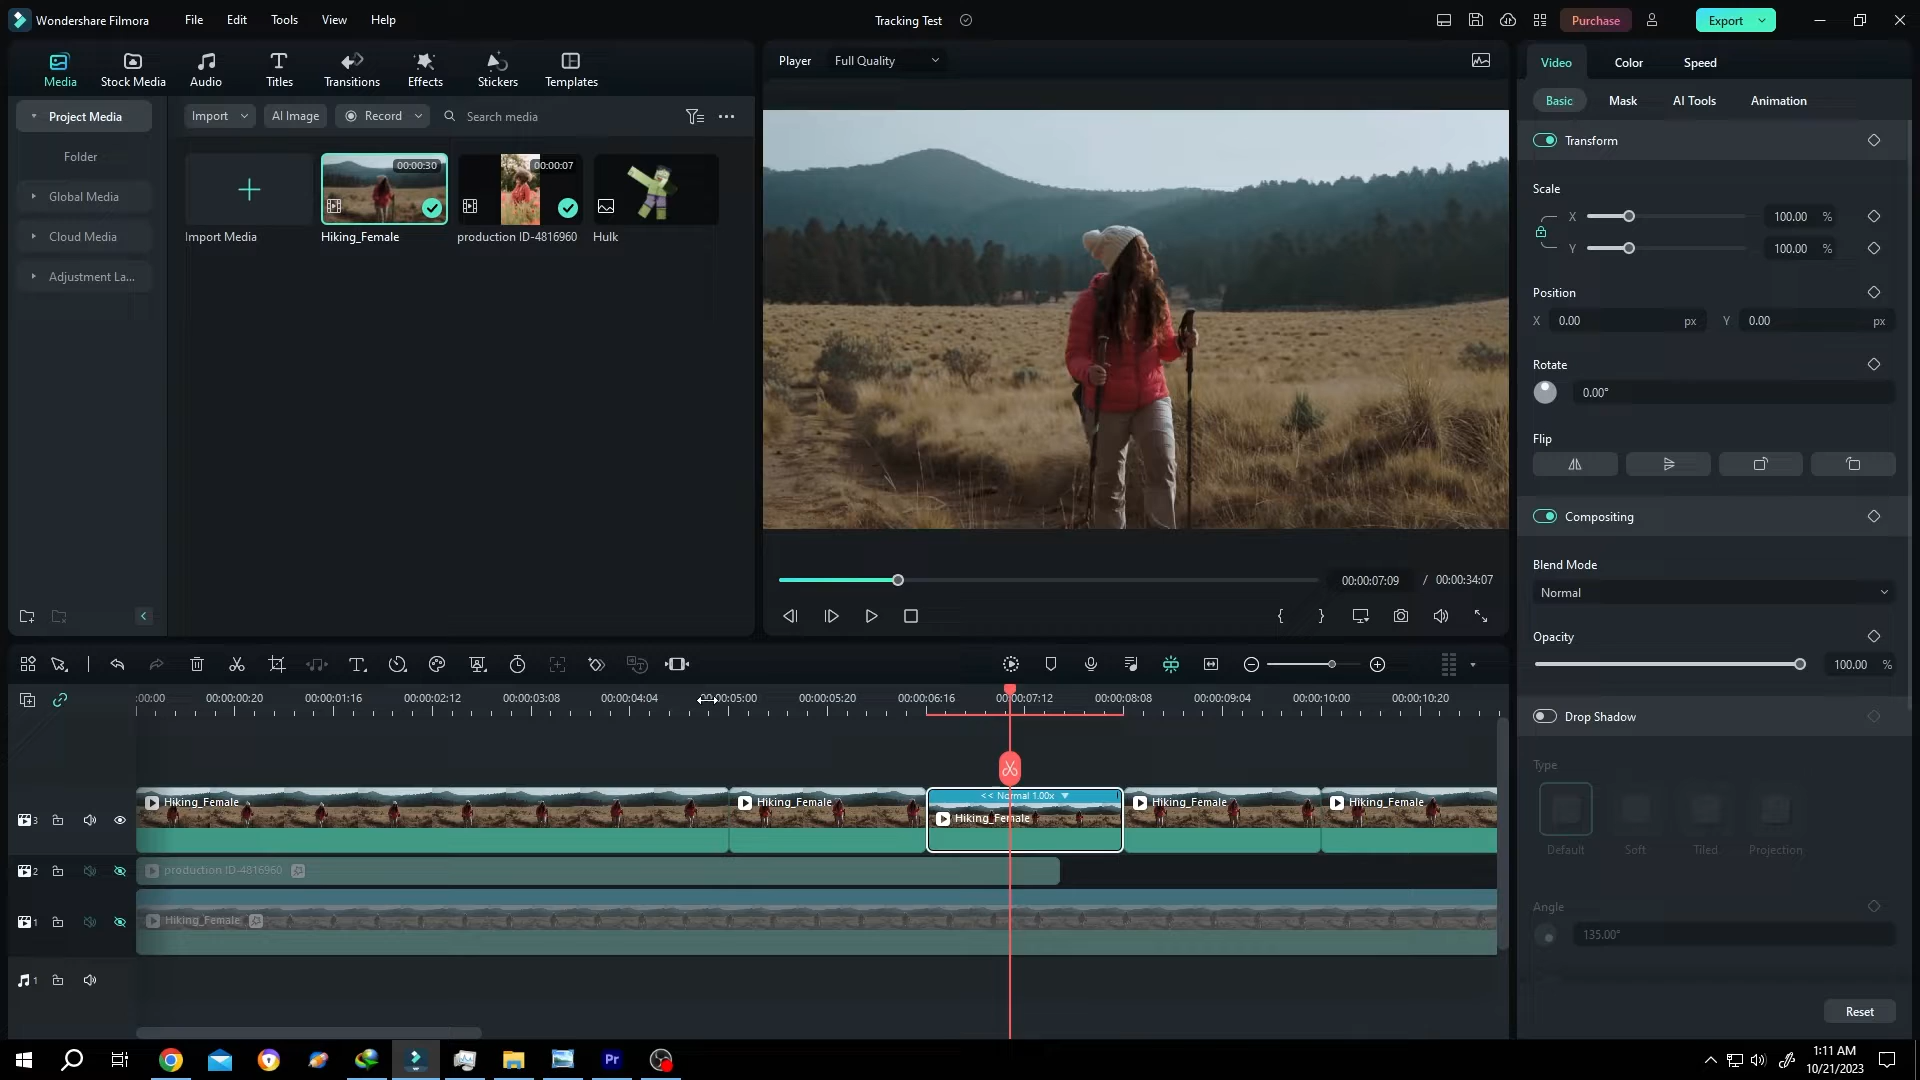 Wondershare Filmora
File
Edit
Tools
View
Help
Tracking Test
Purchase
Export
Media
Stock Media
Audio
Titles
Transitions
Effects
Stickers
Templates
Player
Full Quality
Video
Color
Speed
Project Media
Import
AI Image
Record
Search media
Basic
Mask
AI Tools
Animation
Folder
Global Media
Cloud Media
Adjustment La...
00:00:30
00:00:07
Import Media
Hiking_Female
production ID-4816960
Hulk
Transform
Scale
X
100.00
%
Y
100.00
%
Position
X
0.00
px
Y
0.00
px
Rotate
0.00°
Flip
Compositing
Blend Mode
Normal
Opacity
100.00
%
Drop Shadow
Type
Default
Soft
Tiled
Projection
Angle
135.00°
Reset
00:00:07:09
/
00:00:34:07
:00:00
00:00:00:20
00:00:01:16
00:00:02:12
00:00:03:08
00:00:04:04
00:00:05:00
00:00:05:20
00:00:06:16
00:00:07:12
00:00:08:08
00:00:09:04
00:00:10:00
00:00:10:20
3
Hiking_Female
Hiking_Female
<< Normal 1.00x
Hiking_Female
Hiking_Female
Hiking_Female
2
production ID-4816960
1
Hiking_Female
1
Pr
1:11 AM
10/21/2023